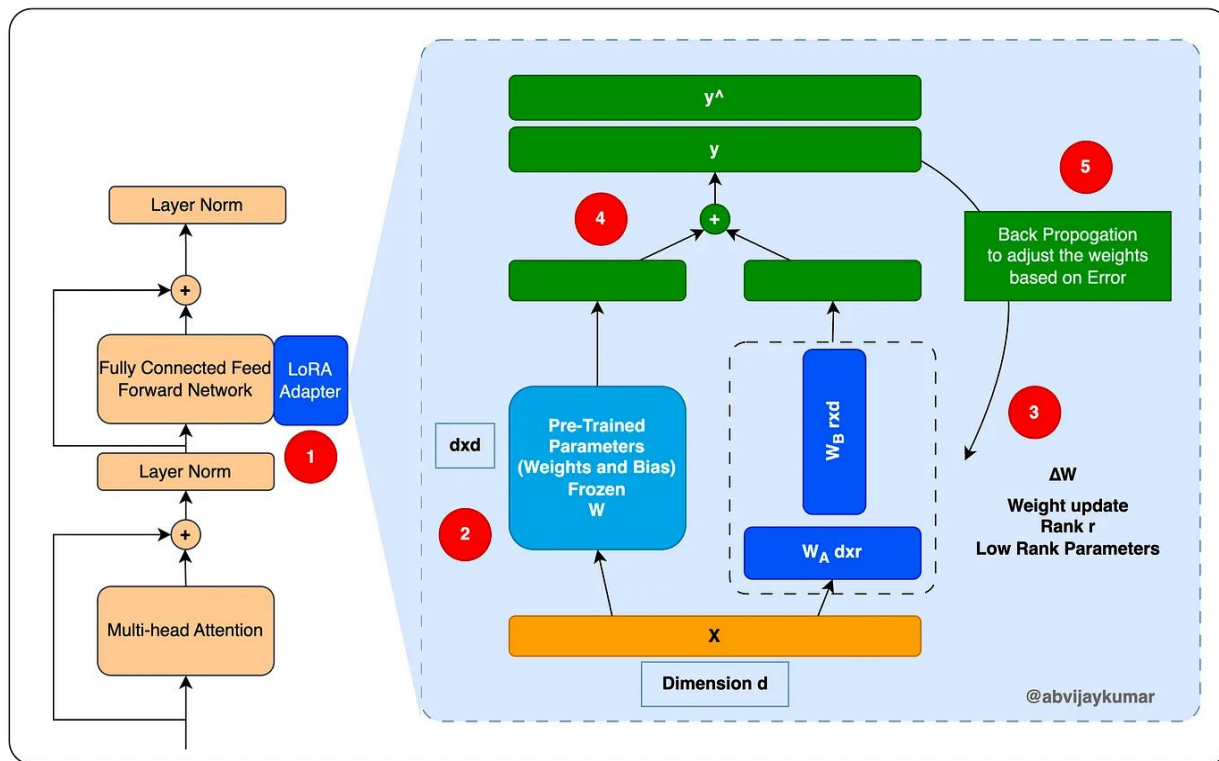 Layer Norm
+
Fully Connected Feed
Forward Network
LoRA
Adapter
1
Layer Norm
+
Multi-head Attention
y^
y
4
+
5
Back Propogation
to adjust the weights
based on Error
dxd
2
Pre-Trained
Parameters
(Weights and Bias)
Frozen
W
W_B rxd
W_A dxr
3
ΔW
Weight update
Rank r
Low Rank Parameters
X
Dimension d
@abvijaykumar